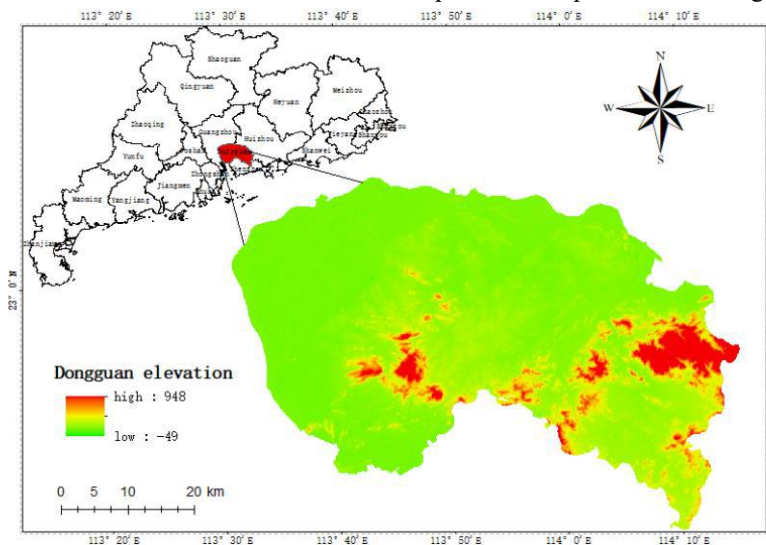 113° 20′ E 113° 30′ E 113° 40′ E 113° 50′ E 114° 0′ E 114° 10′ E
Shaoguan
Qingyuan
Meizhou
Heyuan
Zhaoqing
Guangzhou
Huizhou
Yunfu
Shanwei
Jiangmen
Maoming
Yangjiang
N
W
E
S
23° 0′ N
Dongguan elevation
high : 948
low : -49
0 5 10 20 km
113° 20′ E 113° 30′ E 113° 40′ E 113° 50′ E 114° 0′ E 114° 10′ E